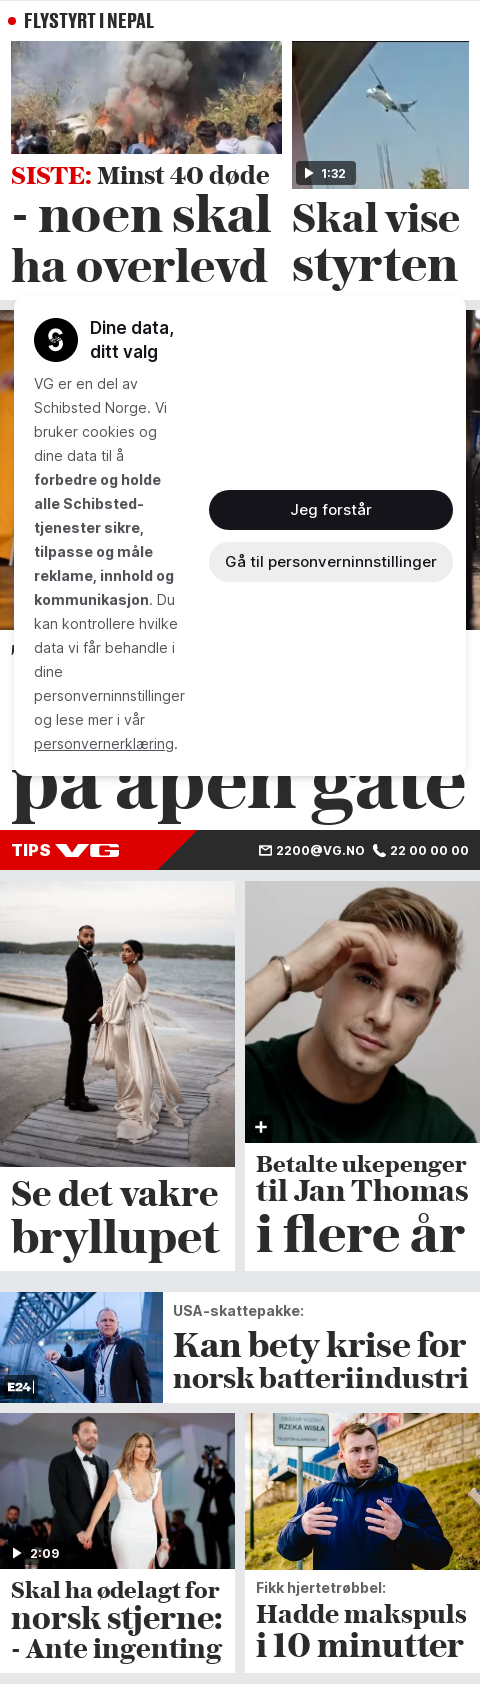 FLYSTYRT I NEPAL
1:32
SISTE: Minst 40 døde
- noen skal
ha overlevd
Skal vise
styrten
Dine data,
ditt valg
VG er en del av
Schibsted Norge. Vi
bruker cookies og
dine data til å
forbedre og holde
alle Schibsted-
tjenester sikre,
tilpasse og måle
reklame, innhold og
kommunikasjon. Du
kan kontrollere hvilke
data vi får behandle i
dine
personverninnstillinger
og lese mer i vår
personvernerklæring.
Jeg forstår
Gå til personverninnstillinger
på åpen gate
TIPS VG
2200@VG.NO 22 00 00 00
Se det vakre
bryllupet
Betalte ukepenger
til Jan Thomas
i flere år
E24
USA-skattepakke:
Kan bety krise for
norsk batteriindustri
2:09
Skal ha ødelagt for
norsk stjerne:
- Ante ingenting
RZEKA WISŁA
Fikk hjertetrøbbel:
Hadde makspuls
i 10 minutter